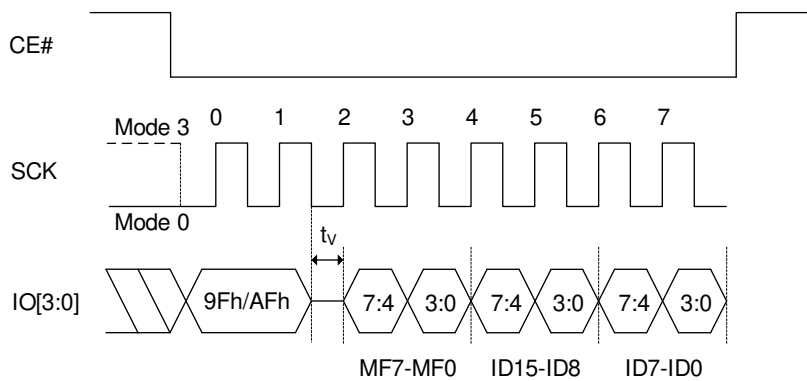 CE#
Mode 3 0 1 2 3 4 5 6 7
SCK
Mode 0
tV
IO[3:0] 9Fh/AFh 7:4 3:0 7:4 3:0 7:4 3:0
MF7-MF0 ID15-ID8 ID7-ID0